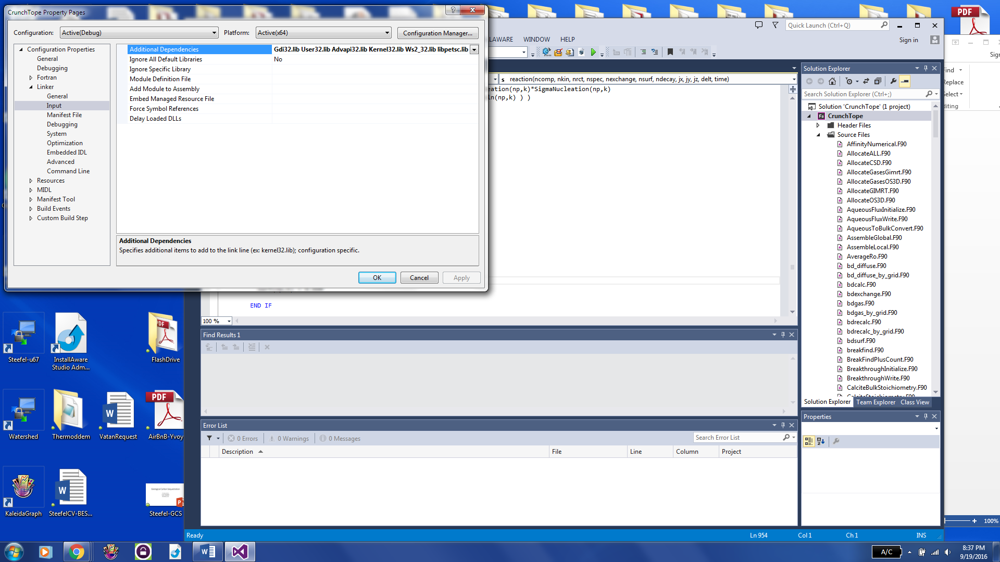 CrunchTope Property Pages
Configuration:
Active(Debug)
Platform:
Active(x64)
Configuration Manager...
Configuration Properties
General
Debugging
Fortran
Linker
General
Input
Manifest File
Debugging
System
Optimization
Embedded IDL
Advanced
Command Line
Resources
MIDL
Manifest Tool
Build Events
Custom Build Step
Additional Dependencies
Gdi32.lib User32.lib Advapi32.lib Kernel32.lib Ws2_32.lib libpetsc.lib
Ignore All Default Libraries
No
Ignore Specific Library
Module Definition File
Add Module to Assembly
Embed Managed Resource File
Force Symbol References
Delay Loaded DLLs
Additional Dependencies
Specifies additional items to add to the link line (ex: kernel32.lib); configuration specific.
OK
Cancel
Apply
Quick Launch (Ctrl+Q)
LAWARE
WINDOW
HELP
Sign in
reaction(ncomp, nkin, nrct, nspec, nexchange, nsurf, ndecay, jx, jy, jz, delt, time)
eation(np,k)*SigmaNucleation(np,k)
ln(np,k) ) )
END IF
100 %
Find Results 1
Error List
0 Errors
0 Warnings
0 Messages
Search Error List
Description
File
Line
Column
Project
Solution Explorer
Search Solution Explorer (Ctrl+;)
Solution 'CrunchTope' (1 project)
CrunchTope
Header Files
Source Files
AffinityNumerical.F90
AllocateALL.F90
AllocateCSD.F90
AllocateGasesGimrt.F90
AllocateGasesOS3D.F90
AllocateGIMRT.F90
AllocateOS3D.F90
AqueousFluxInitialize.F90
AqueousFluxWrite.F90
AqueousToBulkConvert.F90
AssembleGlobal.F90
AssembleLocal.F90
AverageRo.F90
bd_diffuse.F90
bd_diffuse_by_grid.F90
bdcalc.F90
bdexchange.F90
bdgas.F90
bdgas_by_grid.F90
bdrecalc.F90
bdrecalc_by_grid.F90
bdsurf.F90
breakfind.F90
BreakFindPlusCount.F90
BreakthroughInitialize.F90
BreakthroughWrite.F90
CalciteBulkStoichiometry.F90
CalciteStoichiometry.F90
Solution Explorer
Team Explorer
Class View
Properties
Ready
Ln 954
Col 1
Ch 1
INS
PDF
Sig
Find
Replace
Select
diting
100%
Steefel-u67
InstallAware
Studio Adm...
PDF
FlashDrive
Watershed
Thermoddem
W
VatanRequest
PDF
AirBnB-Yvoy
KaleidaGraph
W
SteefelCV-BES...
Geological Carbon Sequestration
Steefel-GCS
A/C
8:37 PM
9/19/2016